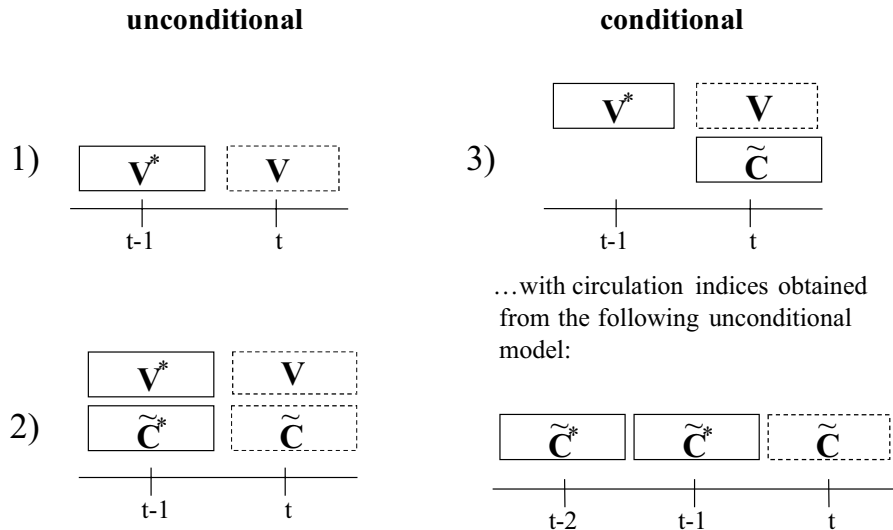 unconditional
1)
V* V
t-1 t
2)
V* V
C̃* C̃
t-1 t
conditional
3)
V* V
C̃
t-1 t
…with circulation indices obtained
from the following unconditional
model:
C̃* C̃* C̃
t-2 t-1 t